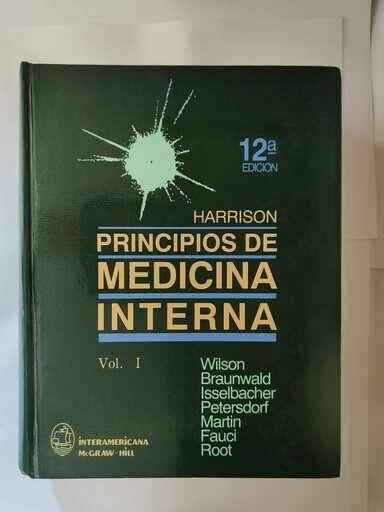 12ª
EDICION
HARRISON
PRINCIPIOS DE
MEDICINA
INTERNA
Vol. I
Wilson
Braunwald
Isselbacher
Petersdorf
Martin
Fauci
Root
INTERAMERICANA
McGRAW-HILL